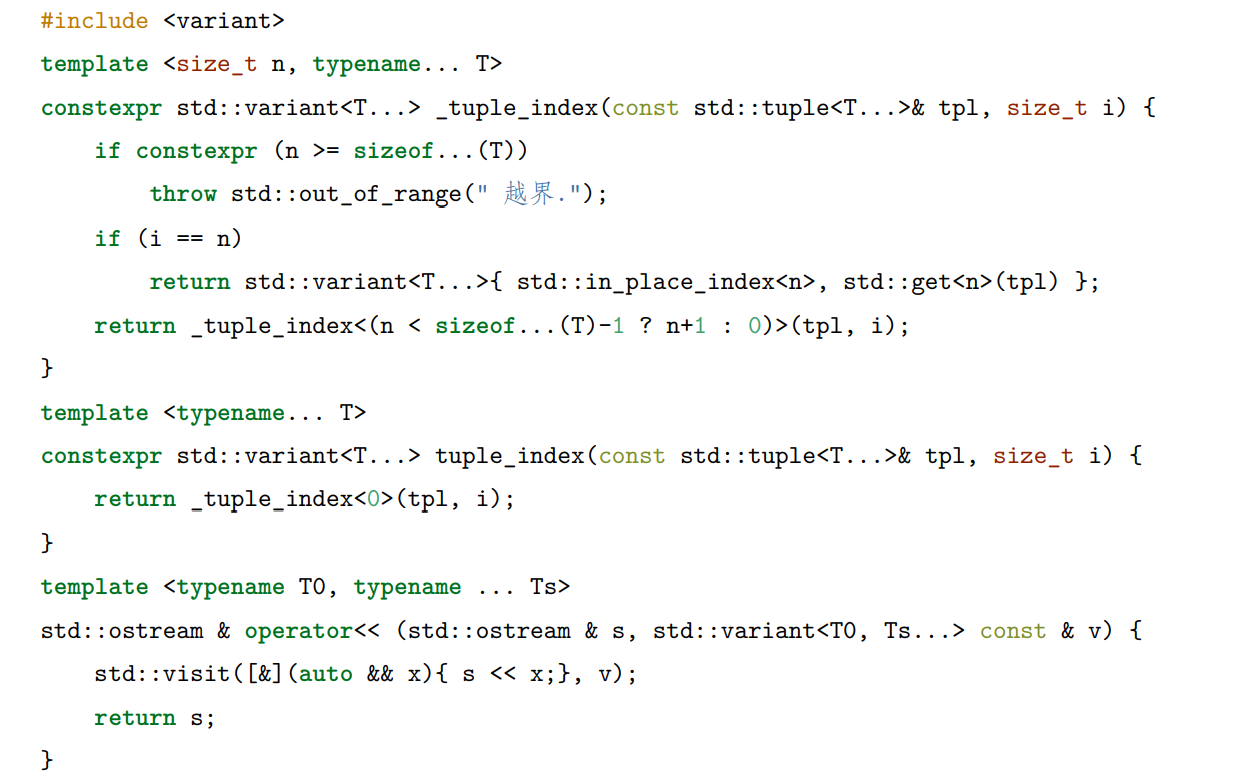 #include <variant>
template <size_t n, typename... T>
constexpr std::variant<T...> _tuple_index(const std::tuple<T...>& tpl, size_t i) {
    if constexpr (n >= sizeof...(T))
        throw std::out_of_range(" 越界.");
    if (i == n)
        return std::variant<T...>{ std::in_place_index<n>, std::get<n>(tpl) };
    return _tuple_index<(n < sizeof...(T)-1 ? n+1 : 0)>(tpl, i);
}
template <typename... T>
constexpr std::variant<T...> tuple_index(const std::tuple<T...>& tpl, size_t i) {
    return _tuple_index<0>(tpl, i);
}
template <typename T0, typename ... Ts>
std::ostream & operator<< (std::ostream & s, std::variant<T0, Ts...> const & v) {
    std::visit([&](auto && x){ s << x;}, v);
    return s;
}